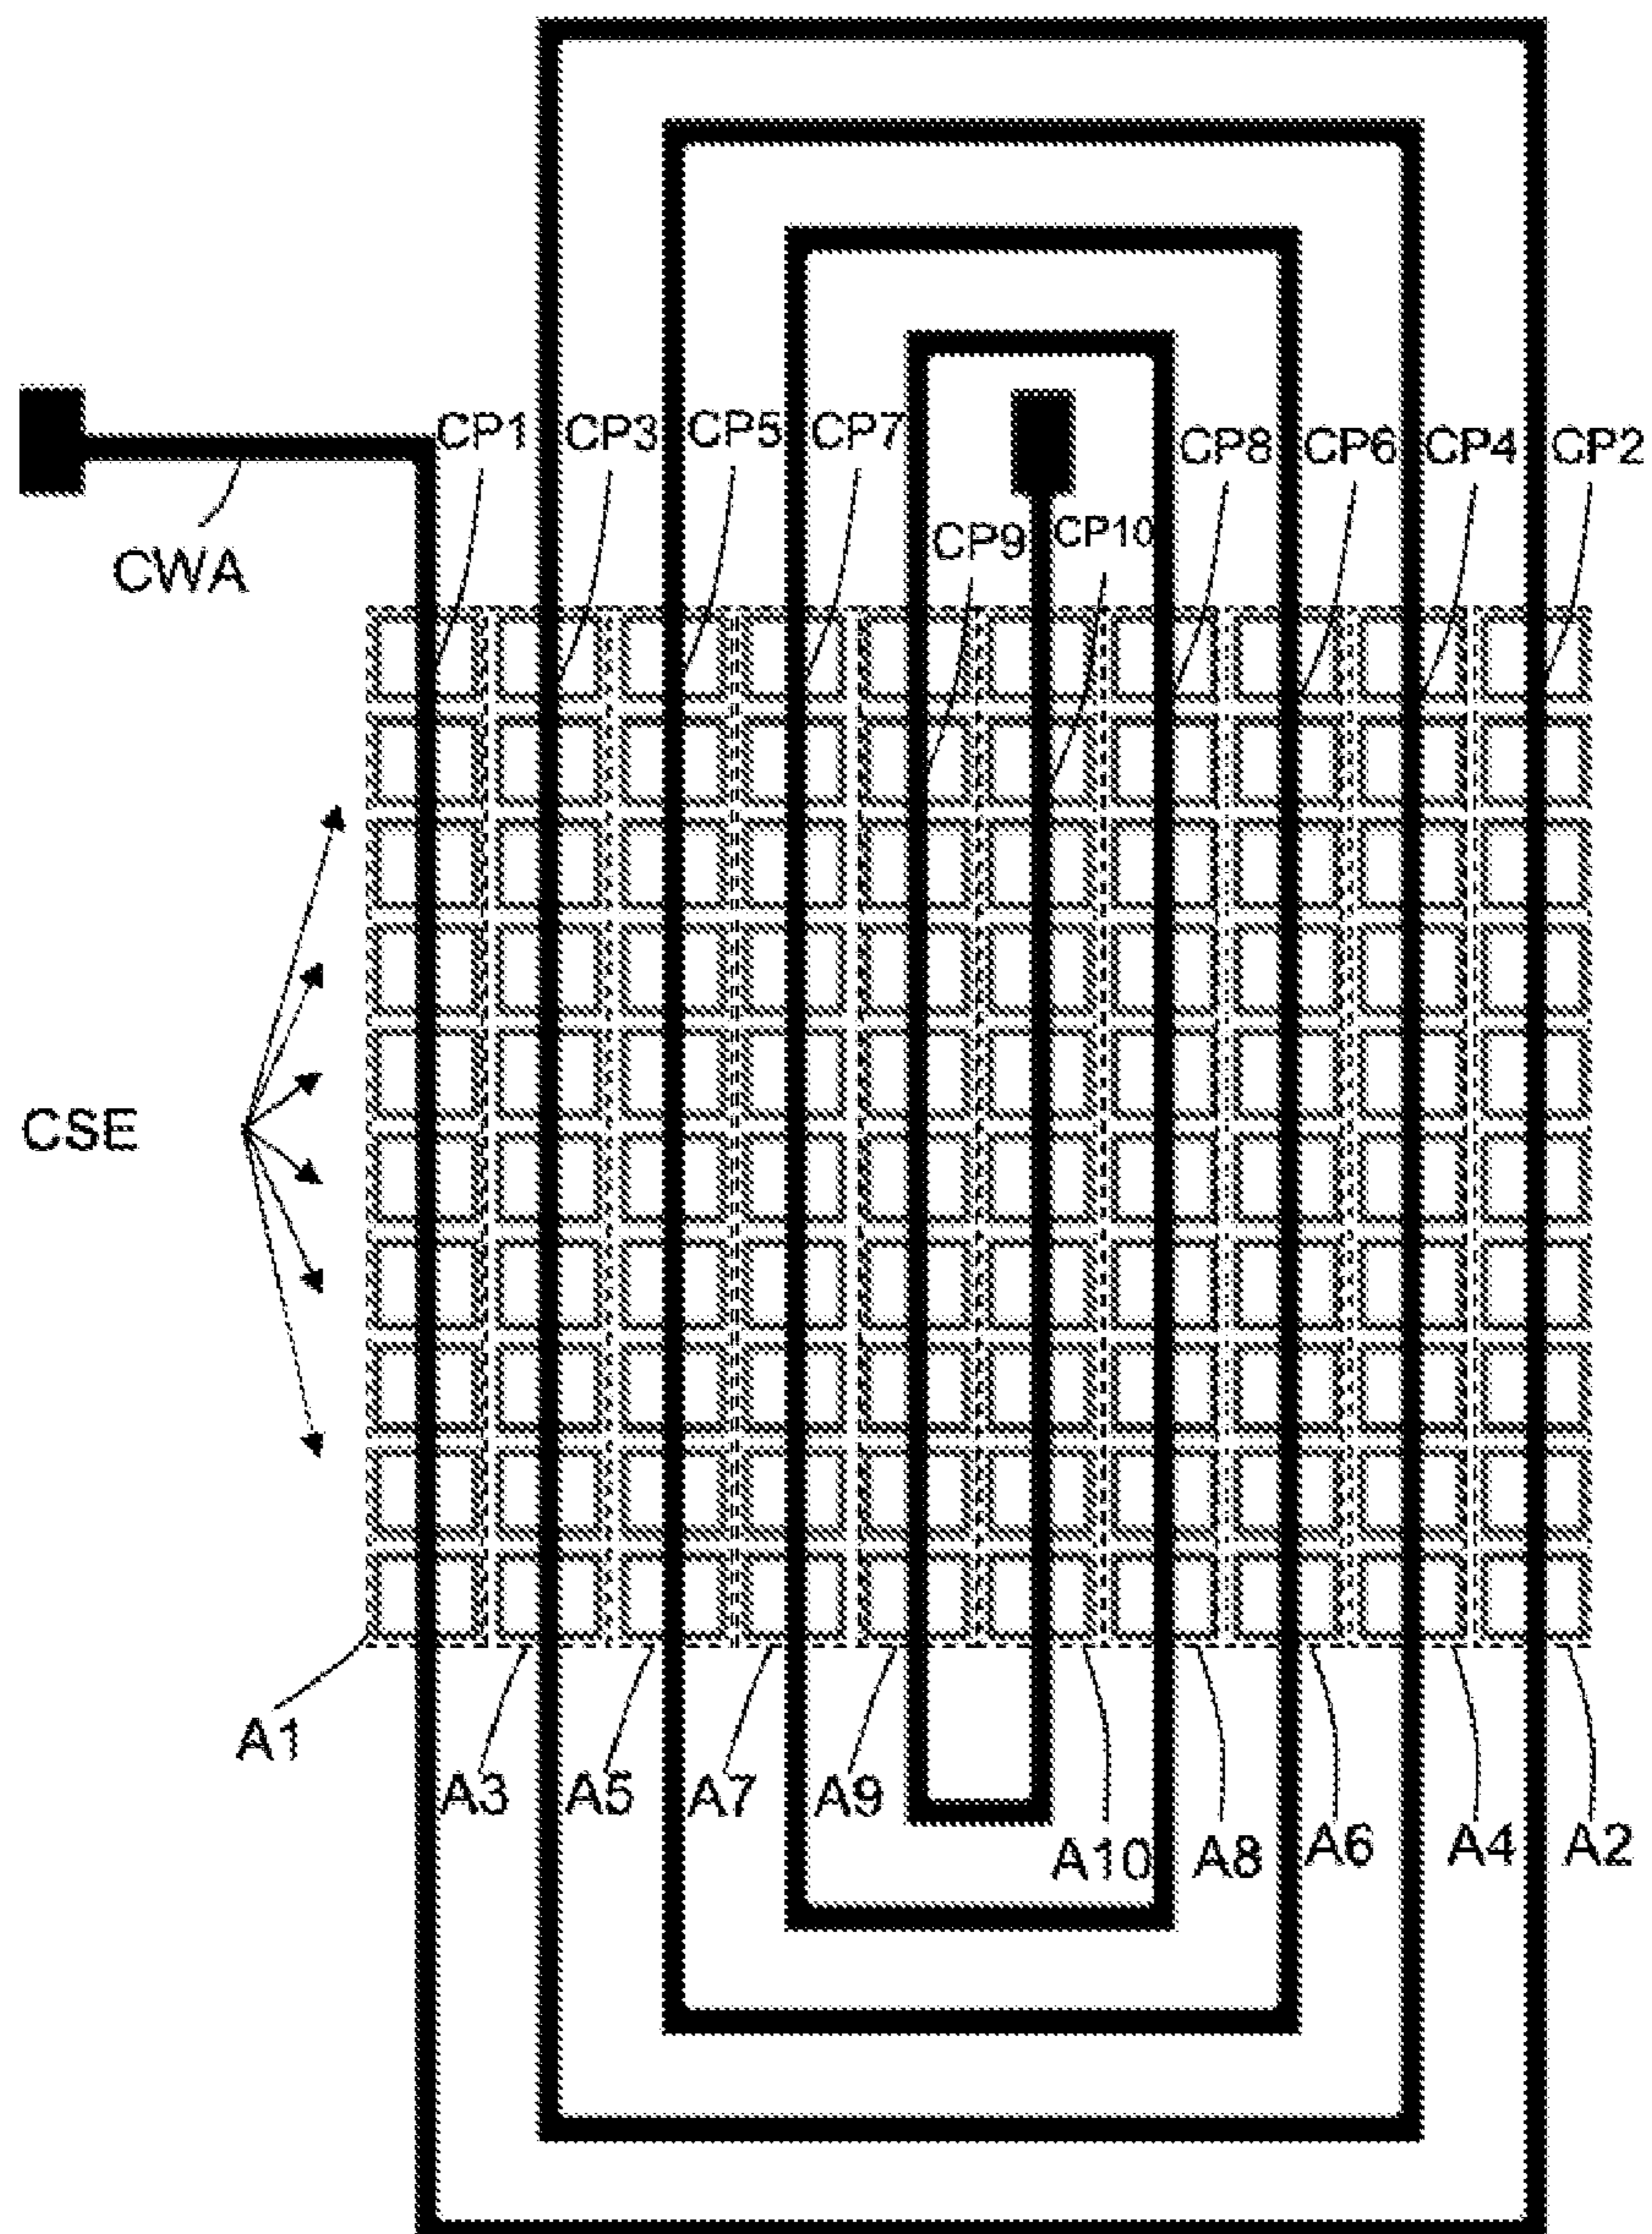 CP1 CP3 CP5 CP7 CP8 CP6 CP4 CP2
CP9 CP10
CWA
CSE
A1
A3 A5 A7 A9
A10 A8 A6 A4 A2